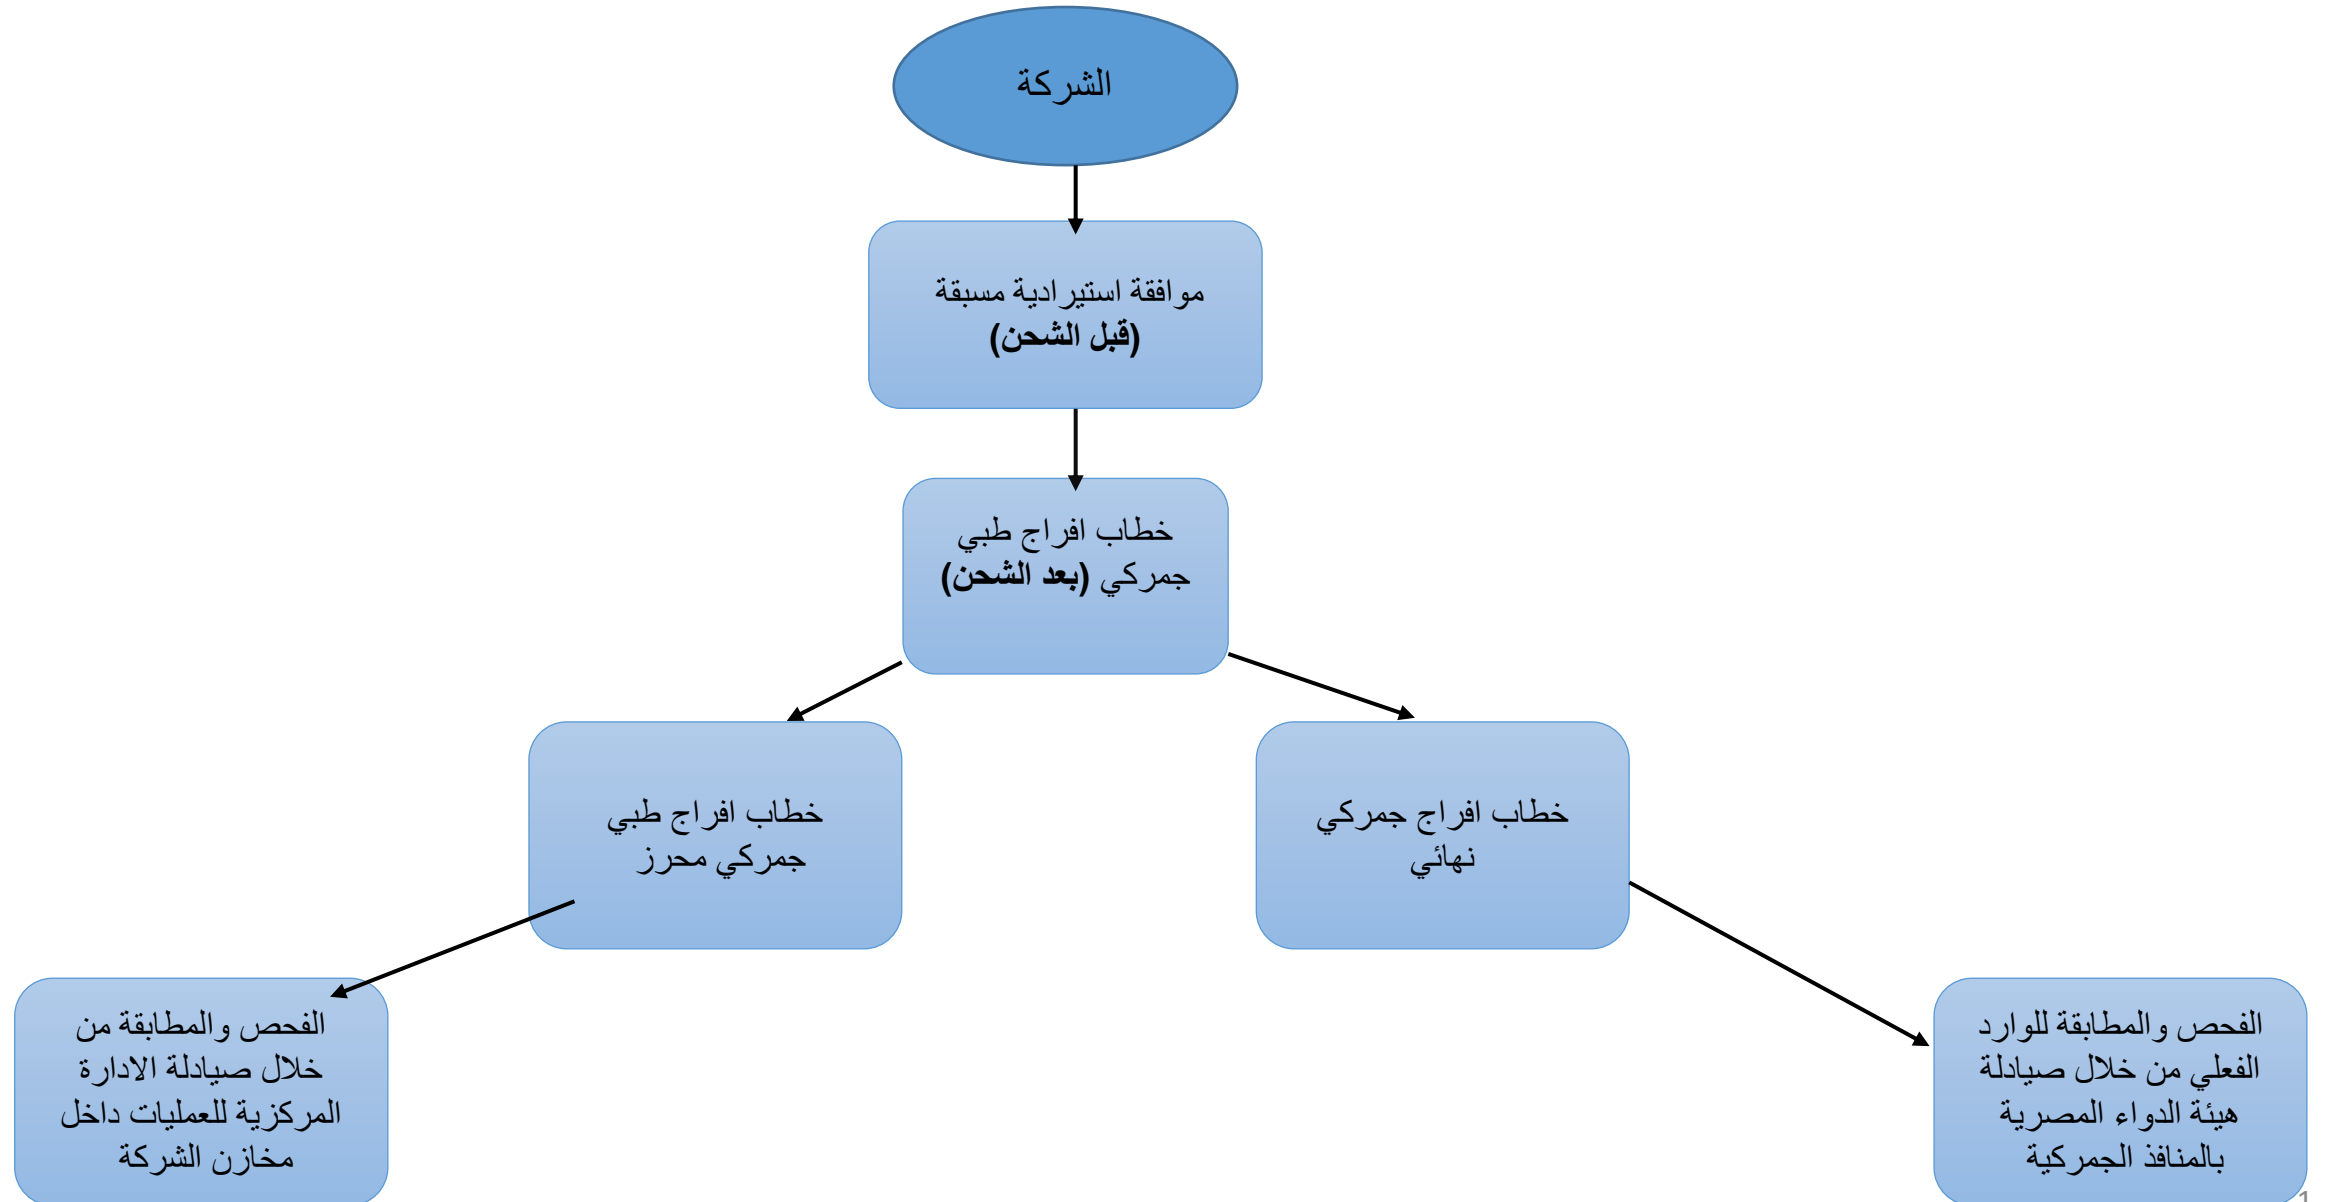 الشركة
موافقة استيرادية مسبقة
(قبل الشحن)
خطاب افراج طبي
جمركي (بعد الشحن)
خطاب افراج جمركي
نهائي
خطاب افراج طبي
جمركي محرز
الفحص والمطابقة للوارد
الفعلي من خلال صيادلة
هيئة الدواء المصرية
بالمنافذ الجمركية
الفحص والمطابقة من
خلال صيادلة الادارة
المركزية للعمليات داخل
مخازن الشركة